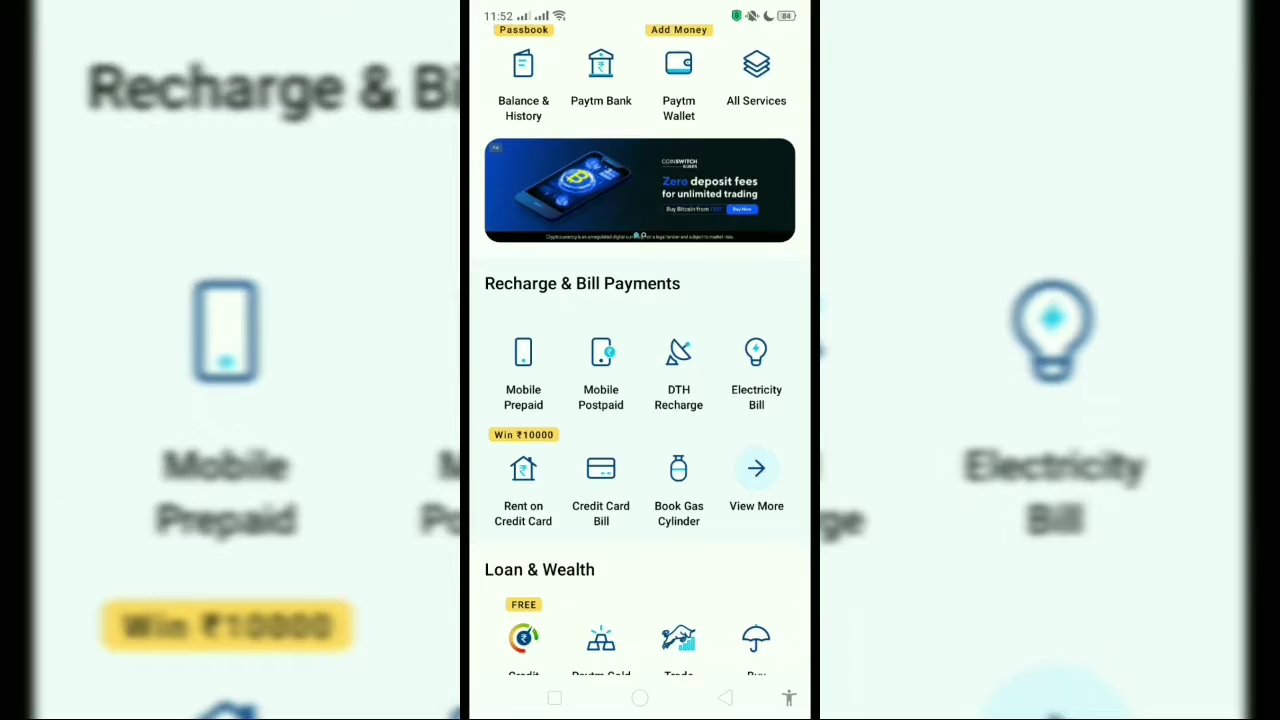 11:52
84
Passbook
Add Money
Balance &
History
Paytm Bank
Paytm
Wallet
All Services
Ad
COINSWITCH
KUBER
Zero deposit fees
for unlimited trading
Buy Bitcoin from
Buy Now
Cryptocurrency is an unregulated digital currency, not a legal tender and subject to market risks.
Recharge & Bill Payments
Mobile
Prepaid
Mobile
Postpaid
DTH
Recharge
Electricity
Bill
Win ₹10000
Rent on
Credit Card
Credit Card
Bill
Book Gas
Cylinder
View More
Loan & Wealth
FREE
Credit
Paytm Gold
Trade
Buy
Recharge & Bi
Mobile
Prepaid
Win ₹10000
Electricity
Bill